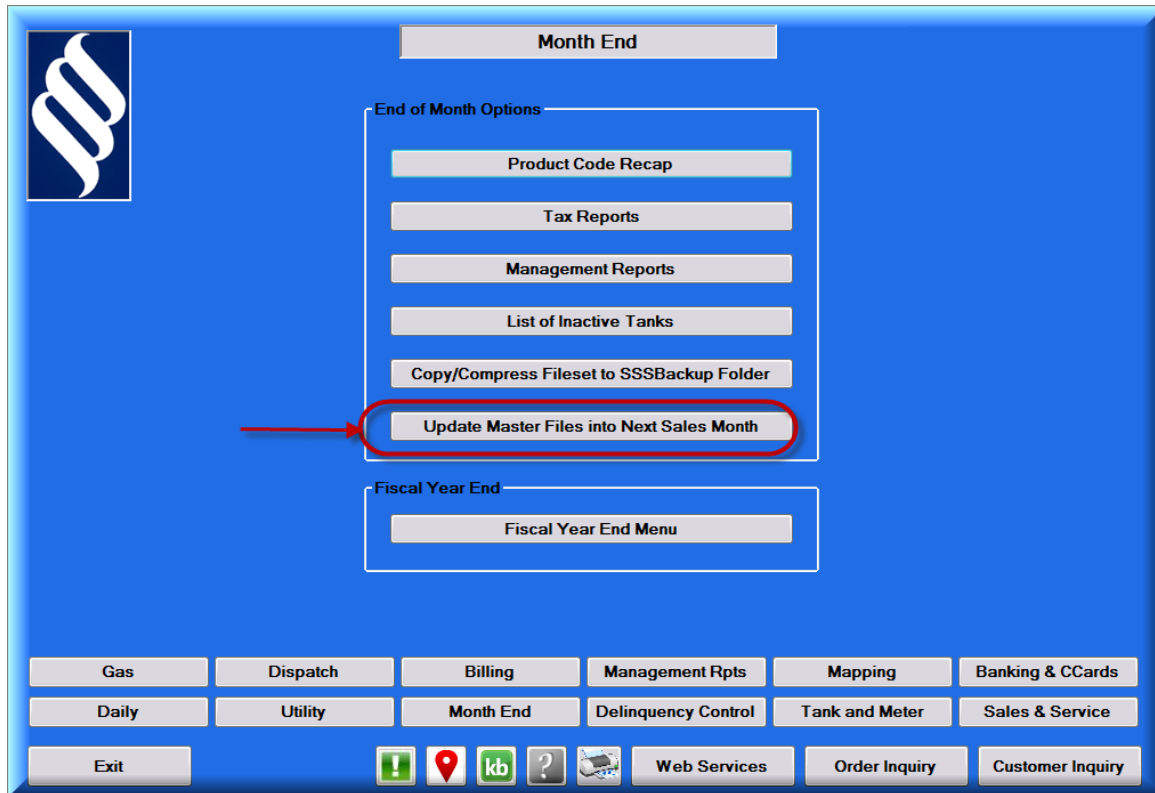 Month End
End of Month Options
Product Code Recap
Tax Reports
Management Reports
List of Inactive Tanks
Copy/Compress Fileset to SSSBackup Folder
Update Master Files into Next Sales Month
Fiscal Year End
Fiscal Year End Menu
Gas Dispatch Billing Management Rpts Mapping Banking & CCards
Daily Utility Month End Delinquency Control Tank and Meter Sales & Service
Exit ! kb ? Web Services Order Inquiry Customer Inquiry